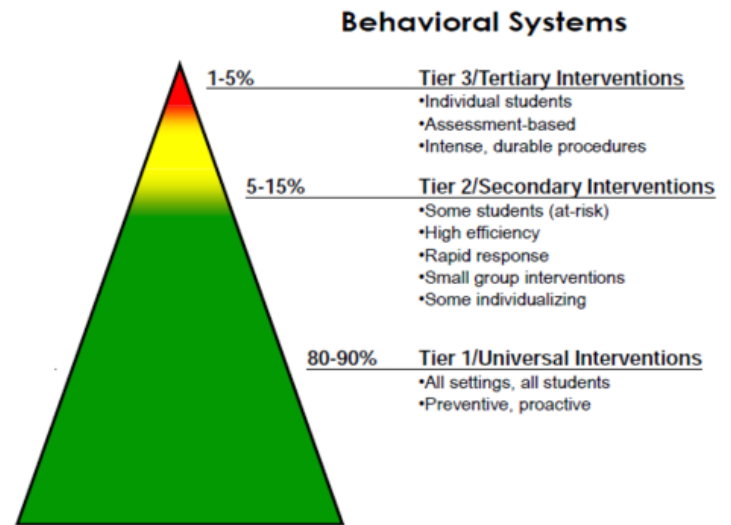 Behavioral Systems
1-5% Tier 3/Tertiary Interventions
•Individual students
•Assessment-based
•Intense, durable procedures
5-15% Tier 2/Secondary Interventions
•Some students (at-risk)
•High efficiency
•Rapid response
•Small group interventions
•Some individualizing
80-90% Tier 1/Universal Interventions
•All settings, all students
•Preventive, proactive